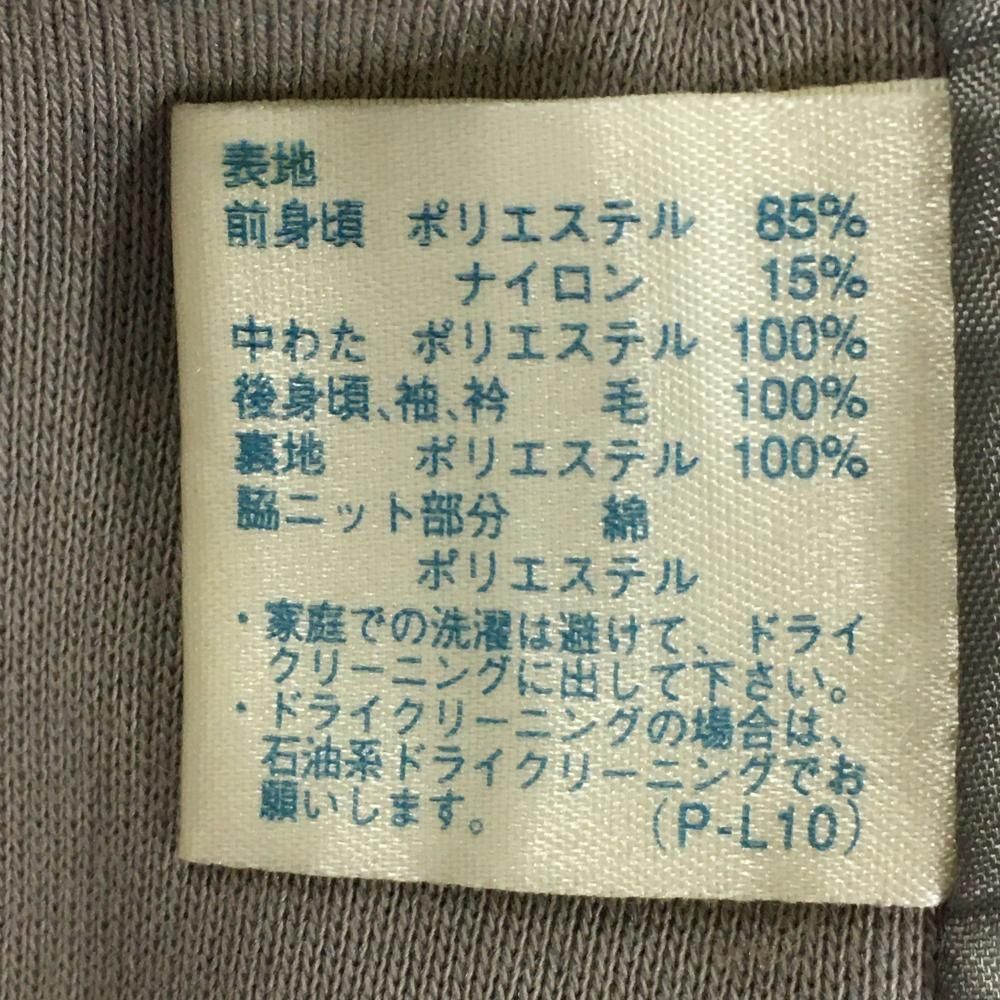 表地
前身頃 ポリエステル 85%
ナイロン 15%
中わた ポリエステル 100%
後身頃、袖、衿 毛 100%
裏地 ポリエステル 100%
脇ニット部分 綿
ポリエステル
・家庭での洗濯は避けて、ドライ
クリーニングに出して下さい。
・ドライクリーニングの場合は、
石油系ドライクリーニングでお
願いします。
(P-L10)